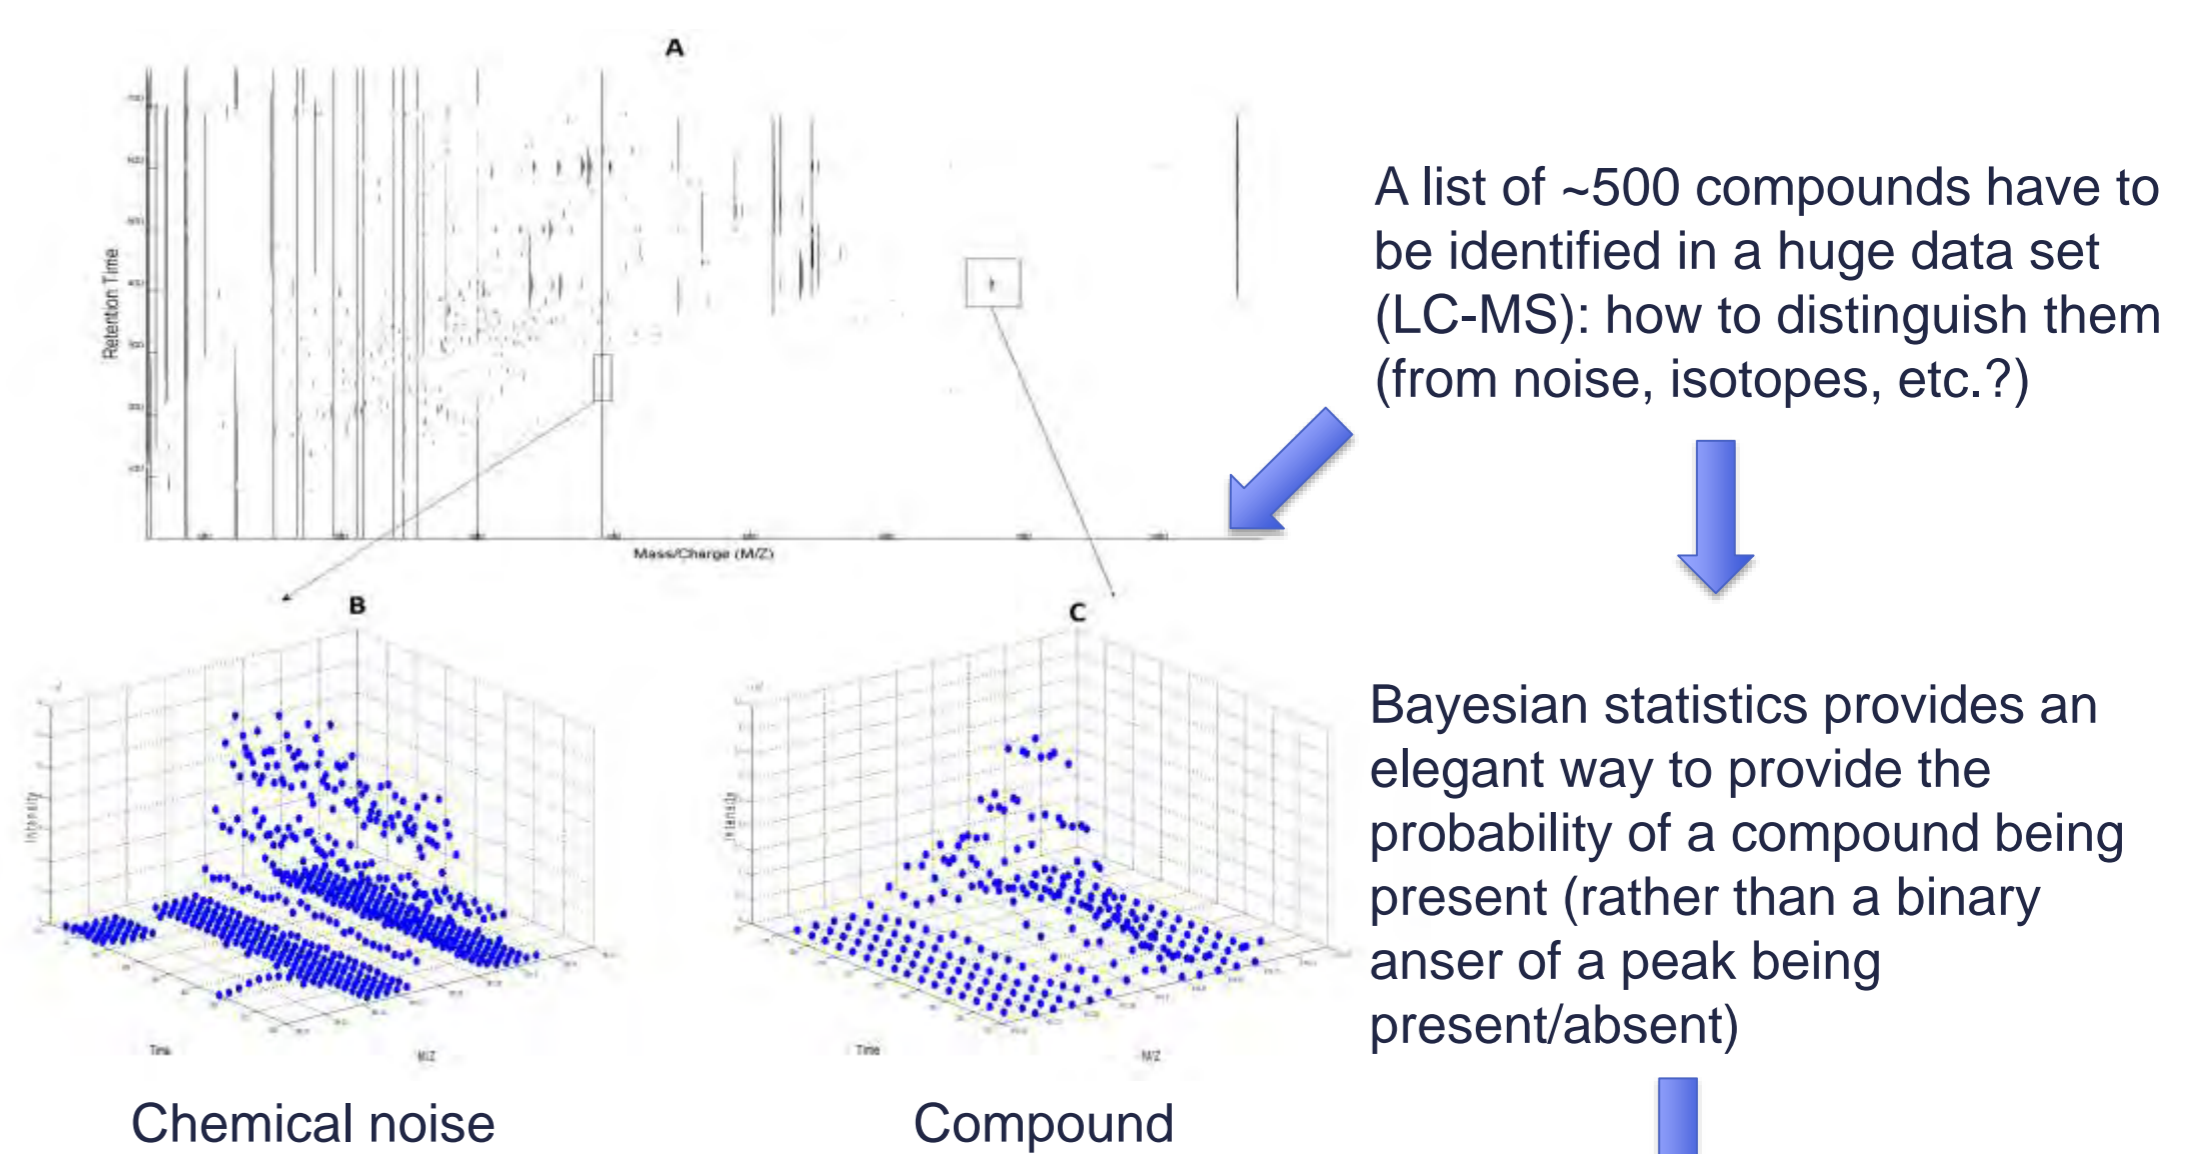 A
Retention Time
Mass/Charge (M/Z)
A list of ~500 compounds have to
be identified in a huge data set
(LC-MS): how to distinguish them
(from noise, isotopes, etc.?)
B
Intensity
Time
M/Z
Chemical noise
C
Intensity
Time
M/Z
Compound
Bayesian statistics provides an
elegant way to provide the
probability of a compound being
present (rather than a binary
anser of a peak being
present/absent)